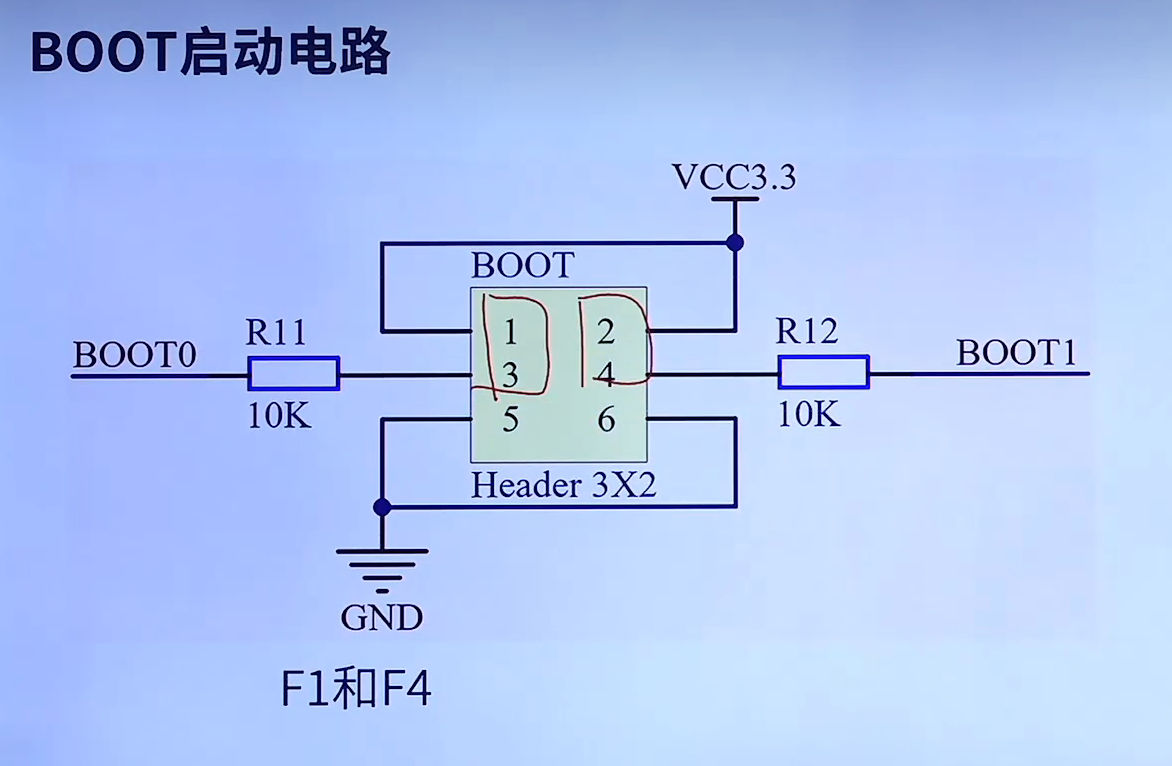 BOOT启动电路
VCC3.3
BOOT
BOOT0
R11
10K
1
2
3
4
5
6
R12
10K
BOOT1
Header 3X2
GND
F1和F4